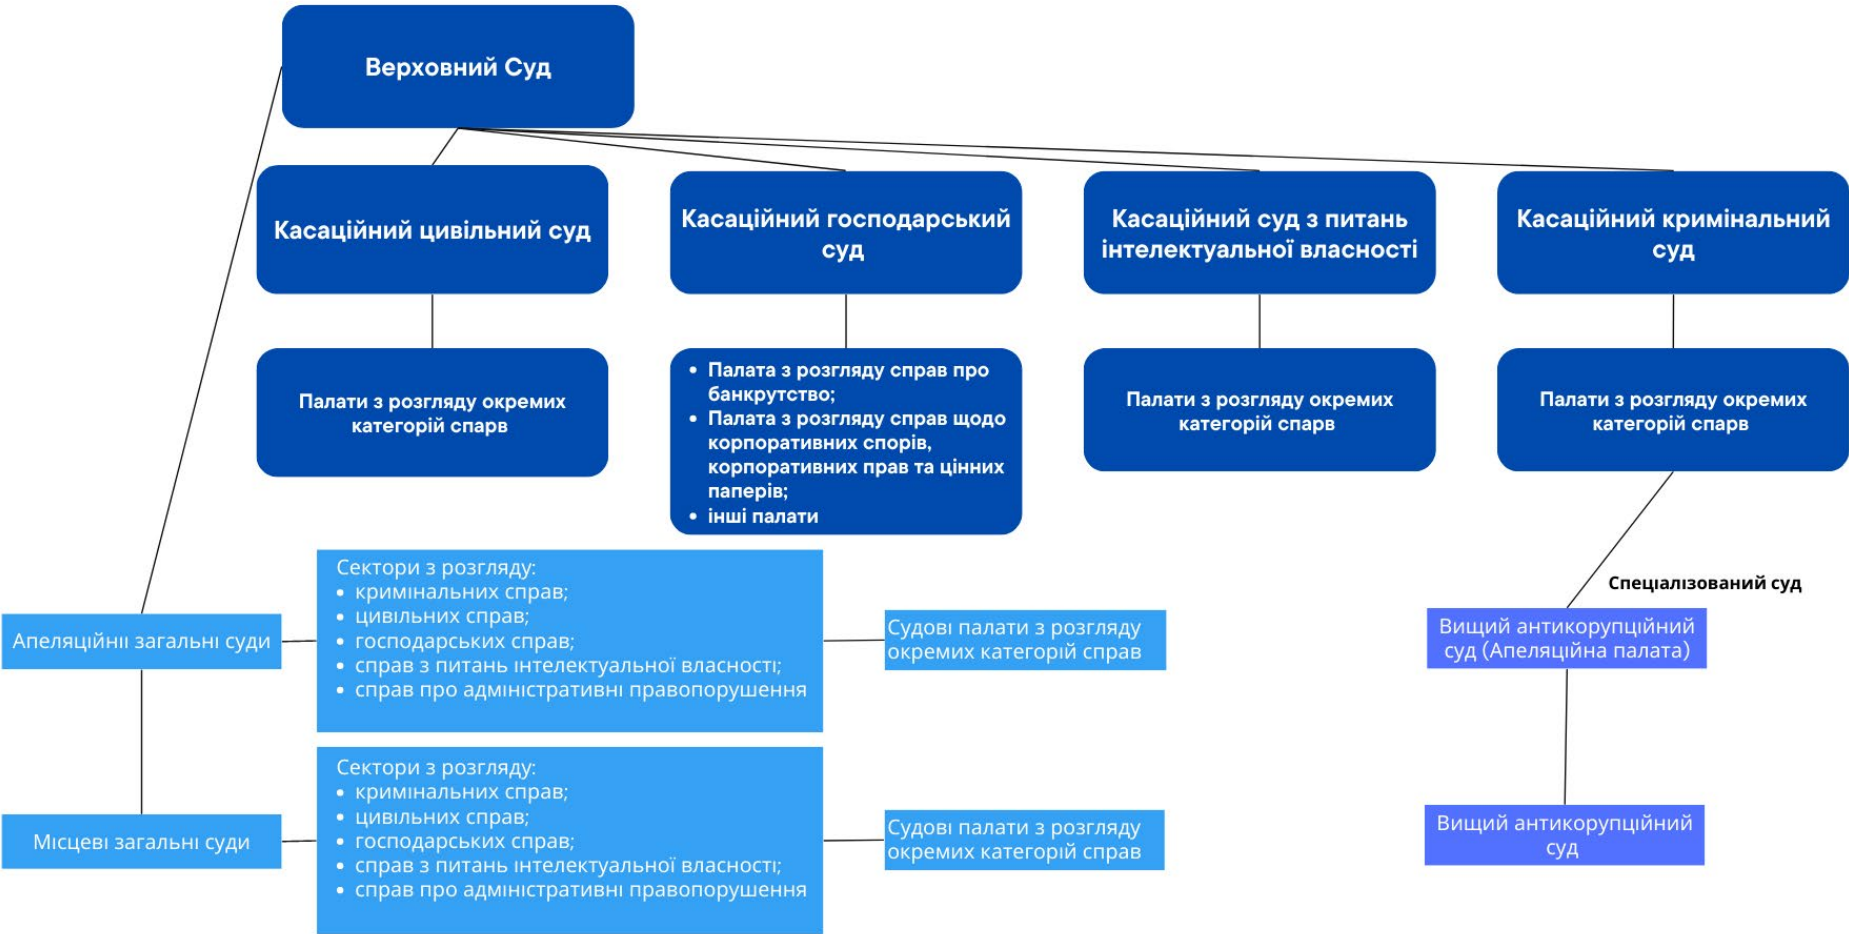 Верховний Суд
Касаційний цивільний суд
Касаційний господарський
суд
Касаційний суд з питань
інтелектуальної власності
Касаційний кримінальний
суд
Палати з розгляду окремих
категорій спарв
• Палата з розгляду справ про
банкрутство;
• Палата з розгляду справ щодо
корпоративних спорів,
корпоративних прав та цінних
паперів;
• інші палати
Палати з розгляду окремих
категорій спарв
Палати з розгляду окремих
категорій спарв
Спеціалізований суд
Апеляційніі загальні суди
Сектори з розгляду:
• кримінальних справ;
• цивільних справ;
• господарських справ;
• справ з питань інтелектуальної власності;
• справ про адміністративні правопорушення
Судові палати з розгляду
окремих категорій справ
Вищий антикорупційний
суд (Апеляційна палата)
Місцеві загальні суди
Сектори з розгляду:
• кримінальних справ;
• цивільних справ;
• господарських справ;
• справ з питань інтелектуальної власності;
• справ про адміністративні правопорушення
Судові палати з розгляду
окремих категорій справ
Вищий антикорупційний
суд